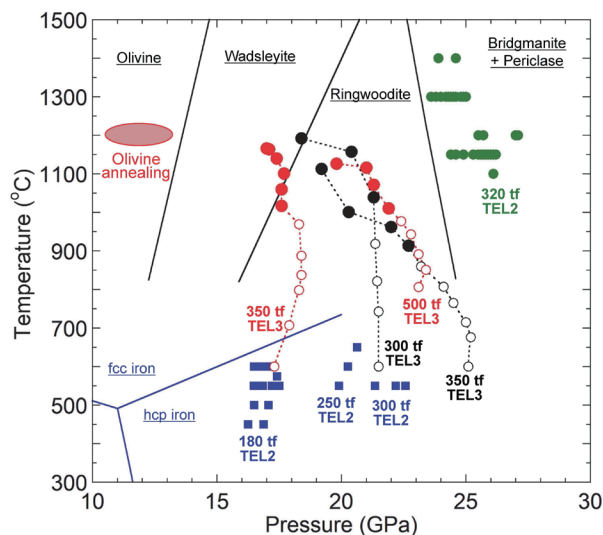 1500
1300
1100
900
700
500
300
Temperature (°C)
Olivine
Wadsleyite
Ringwoodite
Bridgmanite
+ Periclase
Olivine
annealing
320 tf
TEL2
350 tf
TEL3
500 tf
TEL3
300 tf
TEL3
350 tf
TEL3
fcc iron
hcp iron
180 tf
TEL2
250 tf
TEL2
300 tf
TEL2
10
15
20
25
30
Pressure (GPa)